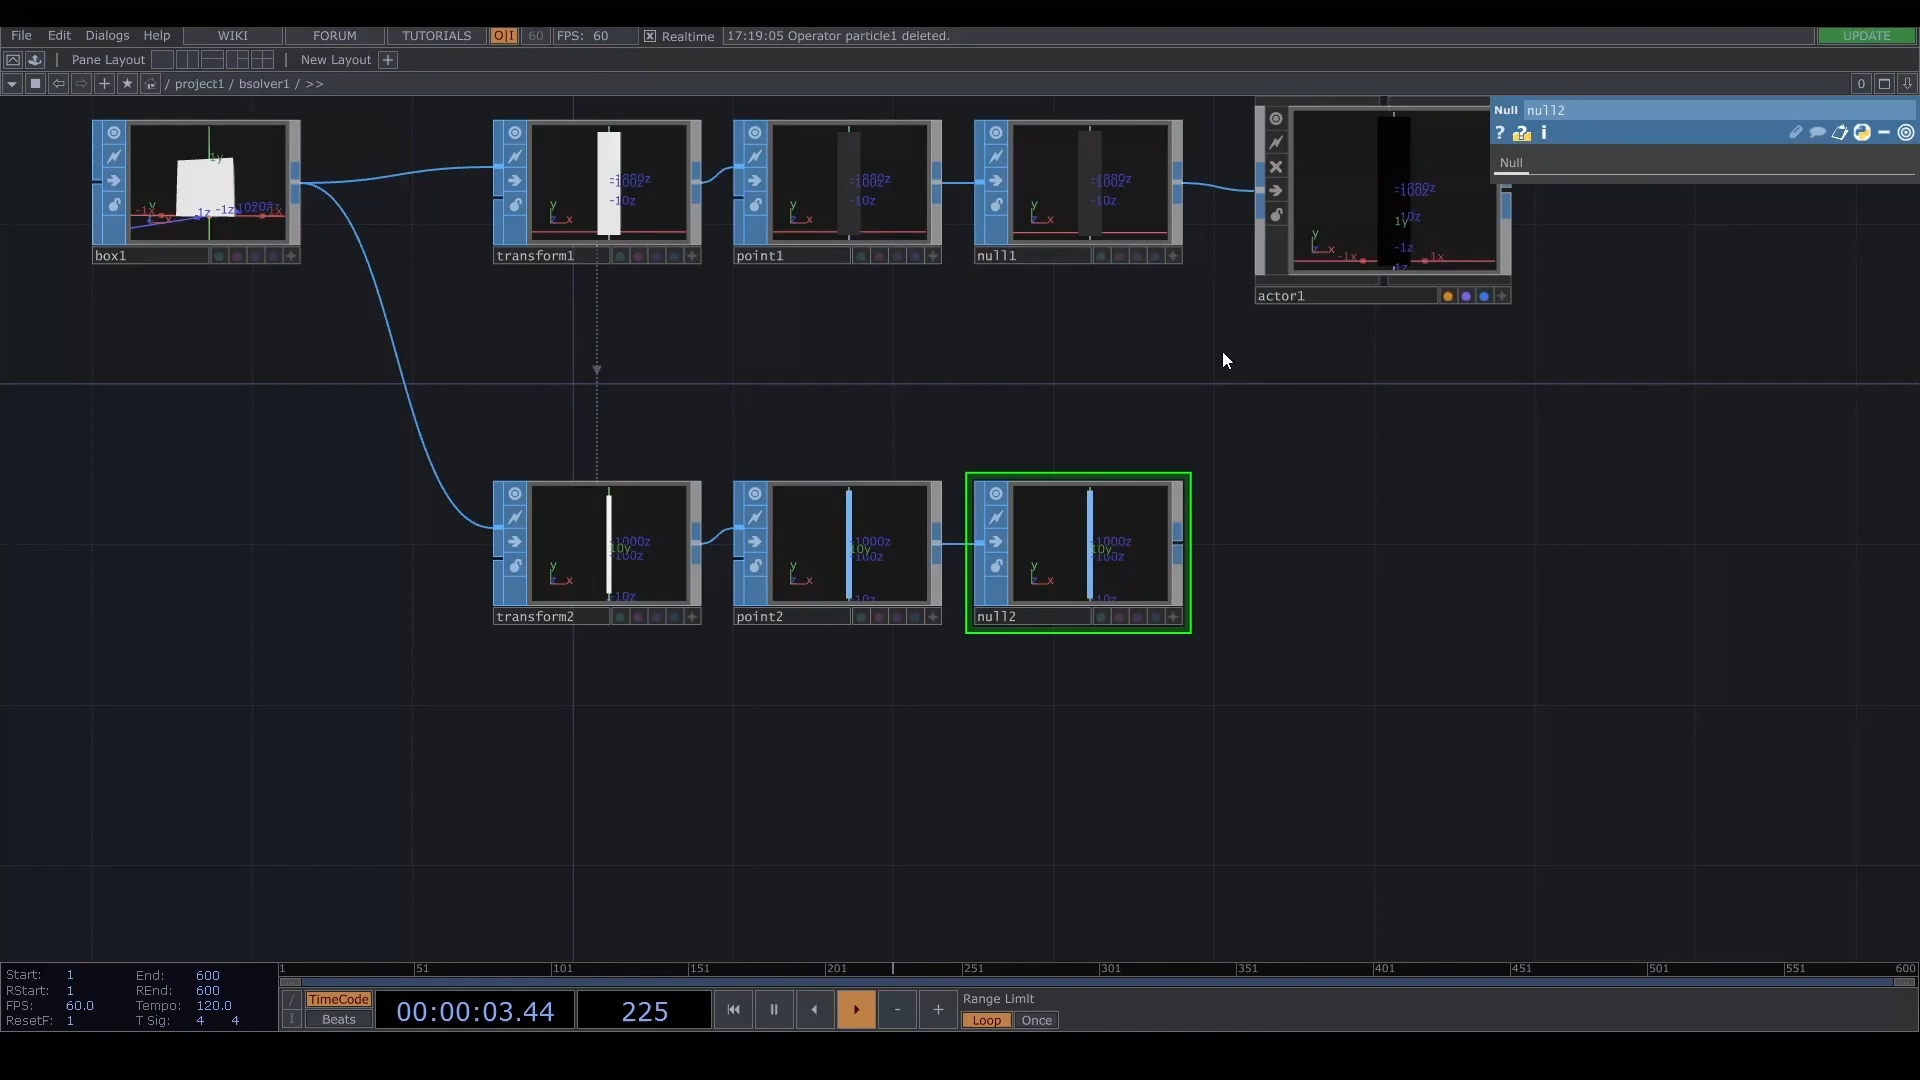 File Edit Dialogs Help WIKI FORUM TUTORIALS O|I 60 FPS: 60 Realtime 17:19:05 Operator particle1 deleted. UPDATE
Pane Layout New Layout +
/ project1 / bsolver1 / >> 0
Null null2
? ? i
Null
box1
transform1
point1
null1
actor1
transform2
point2
null2
1 51 101 151 201 251 301 351 401 451 501 551 600
Start: 1 End: 600
RStart: 1 REnd: 600
FPS: 60.0 Tempo: 120.0
ResetF: 1 T Sig: 4 4
TimeCode
Beats
00:00:03.44
225
- +
Range Limit
Loop Once